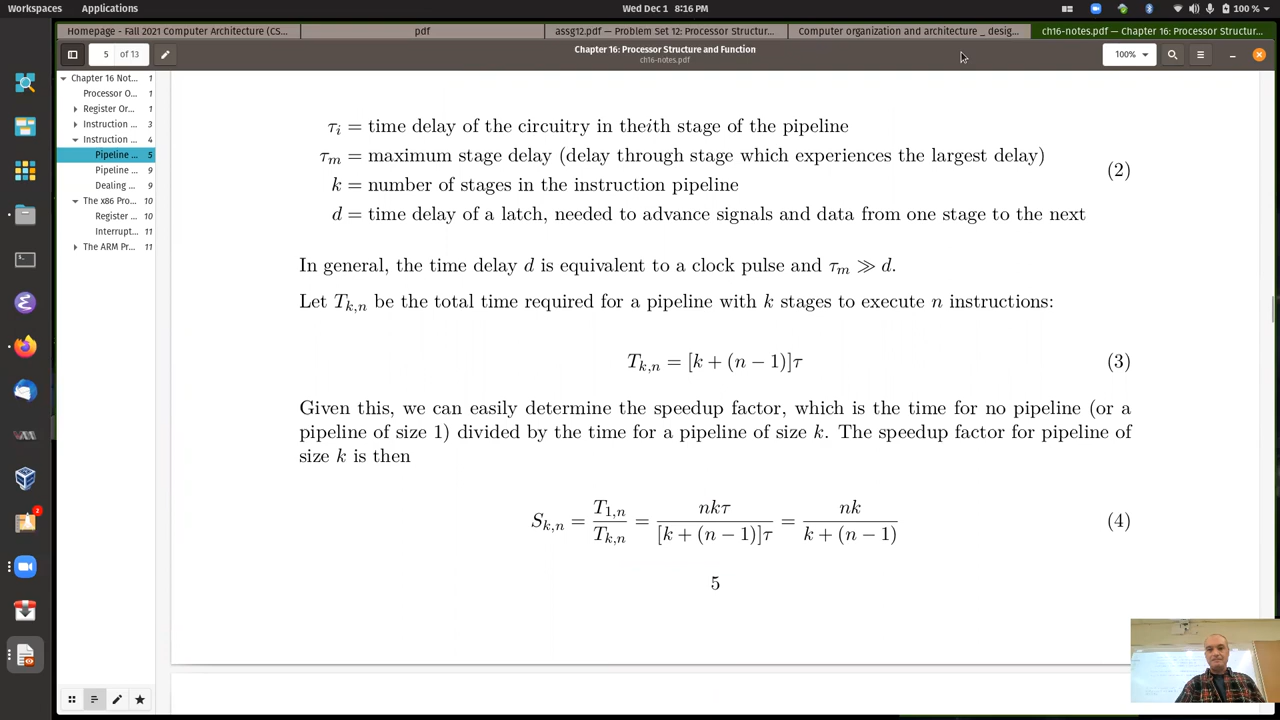 Workspaces Applications Wed Dec 1 8:16 PM 100 %
Homepage - Fall 2021 Computer Architecture (CS... pdf assg12.pdf — Problem Set 12: Processor Structur... Computer organization and architecture _ desig... ch16-notes.pdf — Chapter 16: Processor Structur...
5 of 13 Chapter 16: Processor Structure and Function 100%
ch16-notes.pdf
Chapter 16 Not... 1
Processor O... 1
Register Or... 1
Instruction ... 3
Instruction ... 4
Pipeline ... 5
Pipeline ... 9
Dealing ... 9
The x86 Pro... 10
Register ... 10
Interrupt... 11
The ARM Pr... 11
τi = time delay of the circuitry in theith stage of the pipeline
τm = maximum stage delay (delay through stage which experiences the largest delay)
(2)
k = number of stages in the instruction pipeline
d = time delay of a latch, needed to advance signals and data from one stage to the next
In general, the time delay d is equivalent to a clock pulse and τm ≫ d.
Let Tk,n be the total time required for a pipeline with k stages to execute n instructions:
Tk,n = [k + (n − 1)]τ (3)
Given this, we can easily determine the speedup factor, which is the time for no pipeline (or a
pipeline of size 1) divided by the time for a pipeline of size k. The speedup factor for pipeline of
size k is then
Sk,n = T1,n / Tk,n = nkτ / [k + (n − 1)]τ = nk / k + (n − 1) (4)
5
2